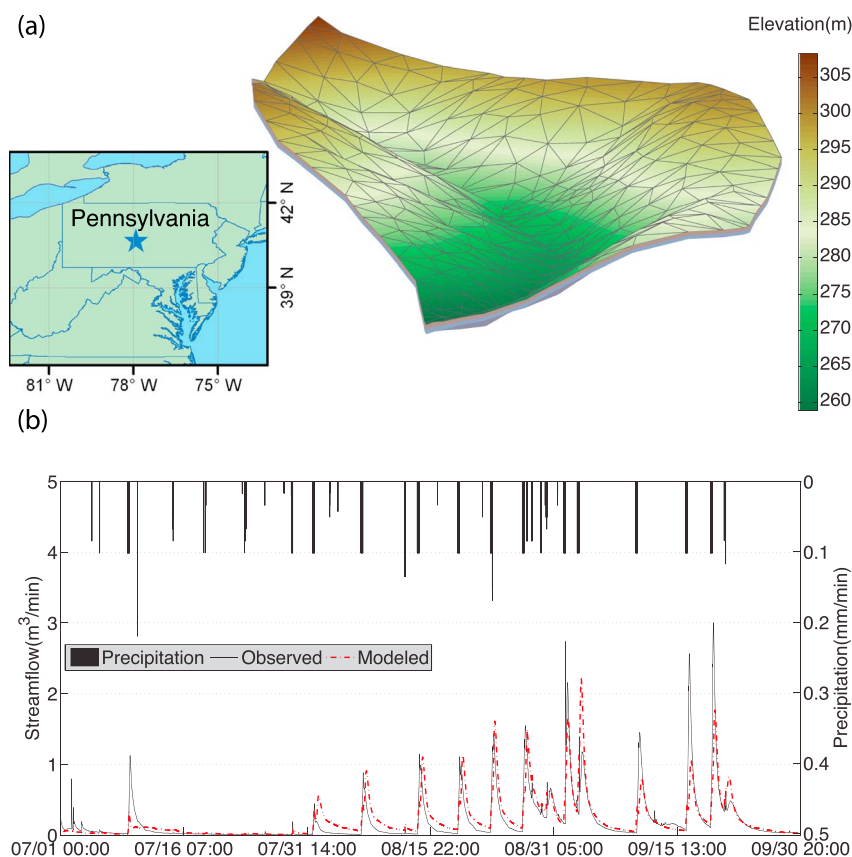 (a)
Elevation(m)
305
300
295
290
285
280
275
270
265
260
Pennsylvania
42° N
39° N
81° W 78° W 75° W
(b)
5 0
4 0.1
3 0.2
2 0.3
1 0.4
0 0.5
Streamflow(m³/min)
Precipitation(mm/min)
Precipitation Observed Modeled
07/01 00:00 07/16 07:00 07/31 14:00 08/15 22:00 08/31 05:00 09/15 13:00 09/30 20:00